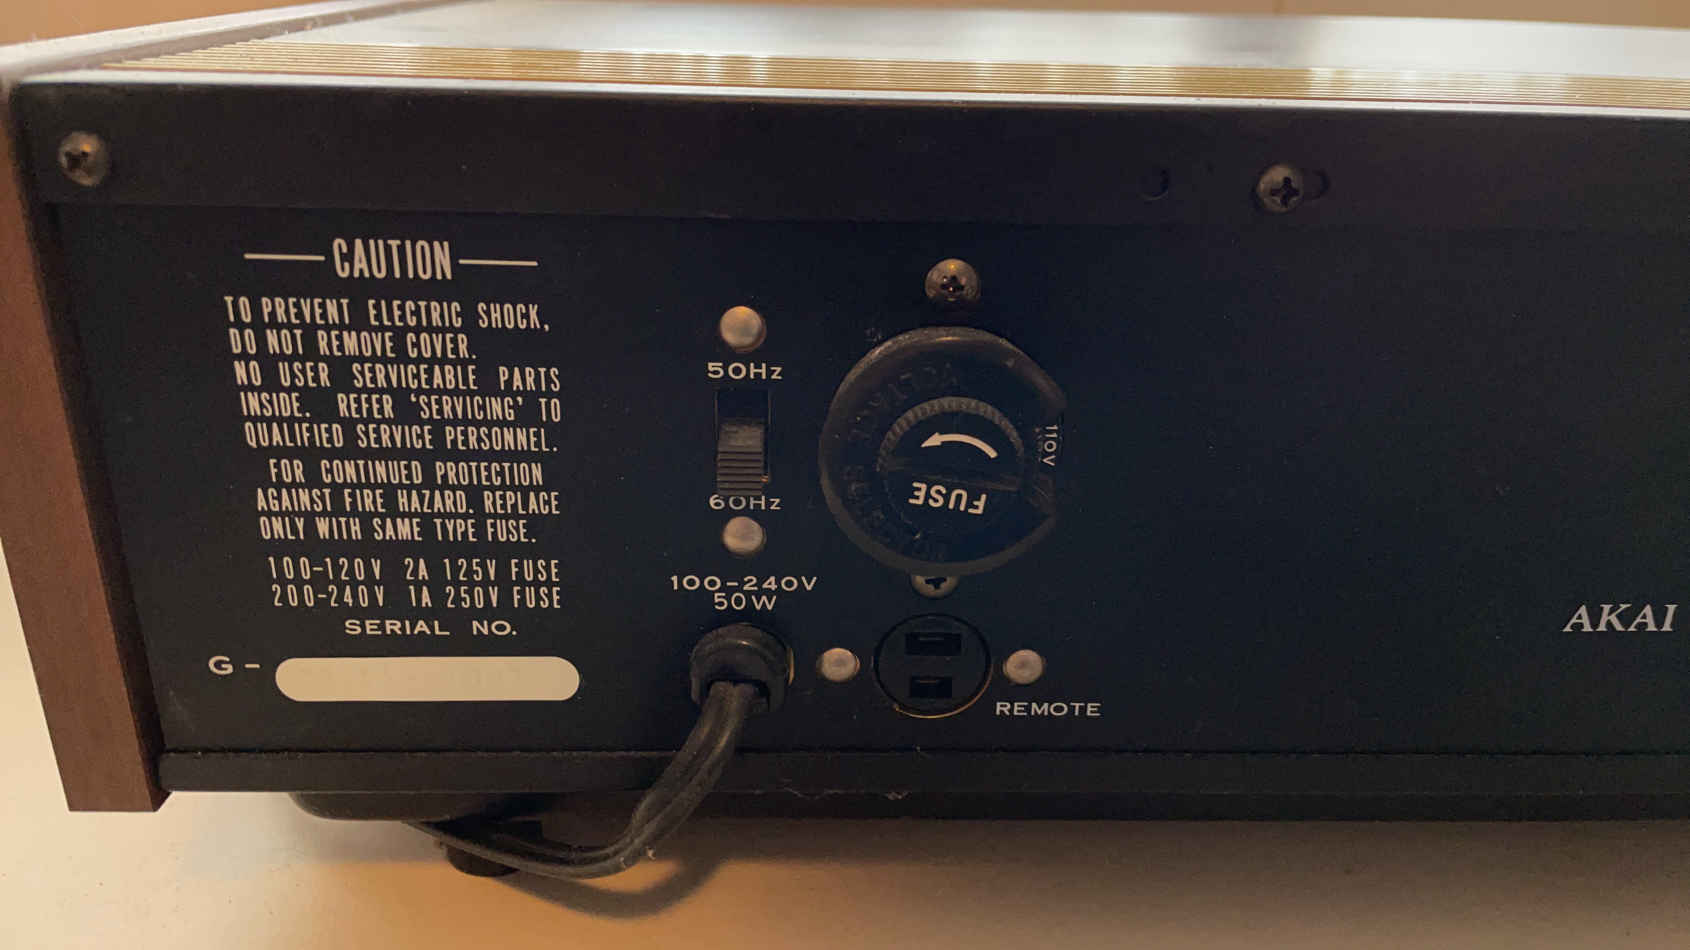 CAUTION
TO PREVENT ELECTRIC SHOCK,
DO NOT REMOVE COVER.
NO USER SERVICEABLE PARTS
INSIDE. REFER ‘SERVICING’ TO
QUALIFIED SERVICE PERSONNEL.
FOR CONTINUED PROTECTION
AGAINST FIRE HAZARD. REPLACE
ONLY WITH SAME TYPE FUSE.
100-120V 2A 125V FUSE
200-240V 1A 250V FUSE
SERIAL NO.
G-
50Hz
60Hz
100-240V
50W
110V
FUSE
REMOTE
AKAI